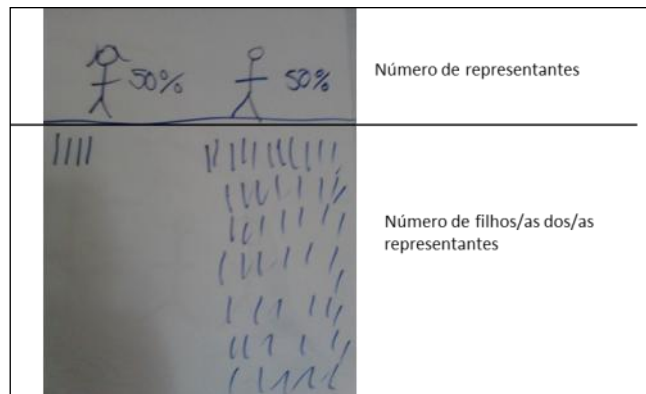 50% 50%
Número de representantes
Número de filhos/as dos/as
representantes